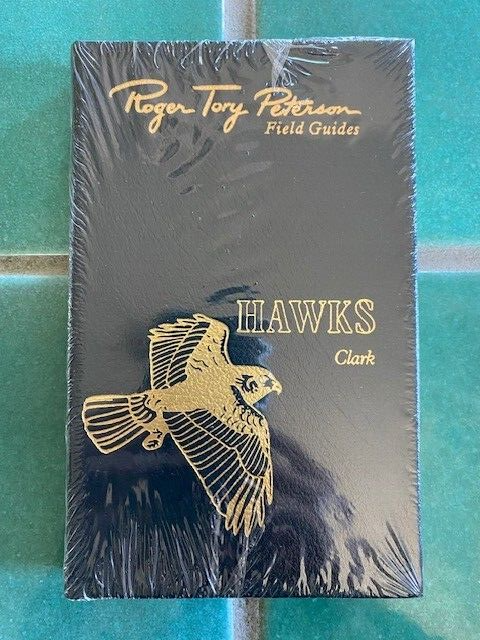 Roger Tory Peterson
Field Guides
HAWKS
Clark